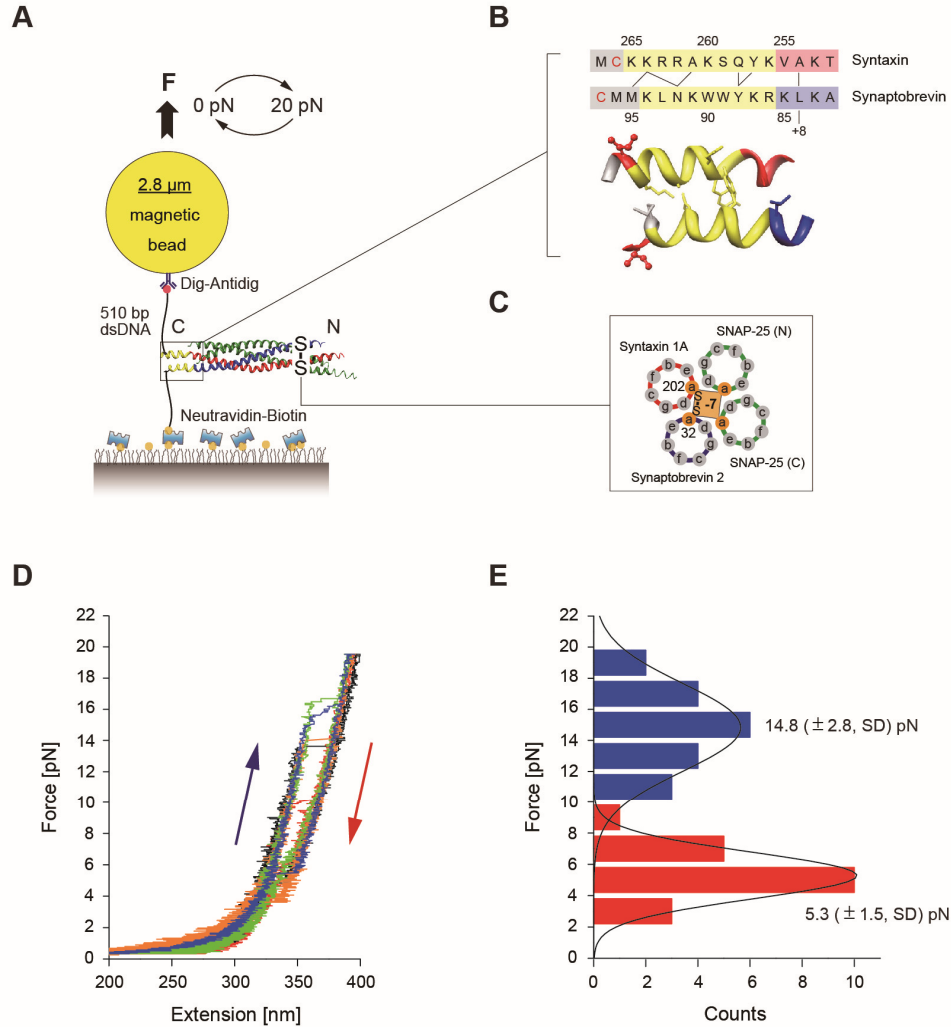 A
F
0 pN
20 pN
2.8 µm
magnetic
bead
Dig-Antidig
510 bp
dsDNA
C
N
S
S
Neutravidin-Biotin
B
265 260 255
M C K K R R A K S Q Y K V A K T Syntaxin
C M M K L N K W W Y K R K L K A Synaptobrevin
95 90 85
+8
C
SNAP-25 (N)
Syntaxin 1A
f b e a d g c
202
g c f b e a d
S
S
-7
a d g c f b e
32
a d g c f b e
SNAP-25 (C)
Synaptobrevin 2
D
22
20
18
16
14
12
10
8
6
4
2
0
Force [pN]
200 250 300 350 400
Extension [nm]
E
22
20
18
16
14
12
10
8
6
4
2
0
Force [pN]
14.8 (±2.8, SD) pN
5.3 (±1.5, SD) pN
0 2 4 6 8 10
Counts